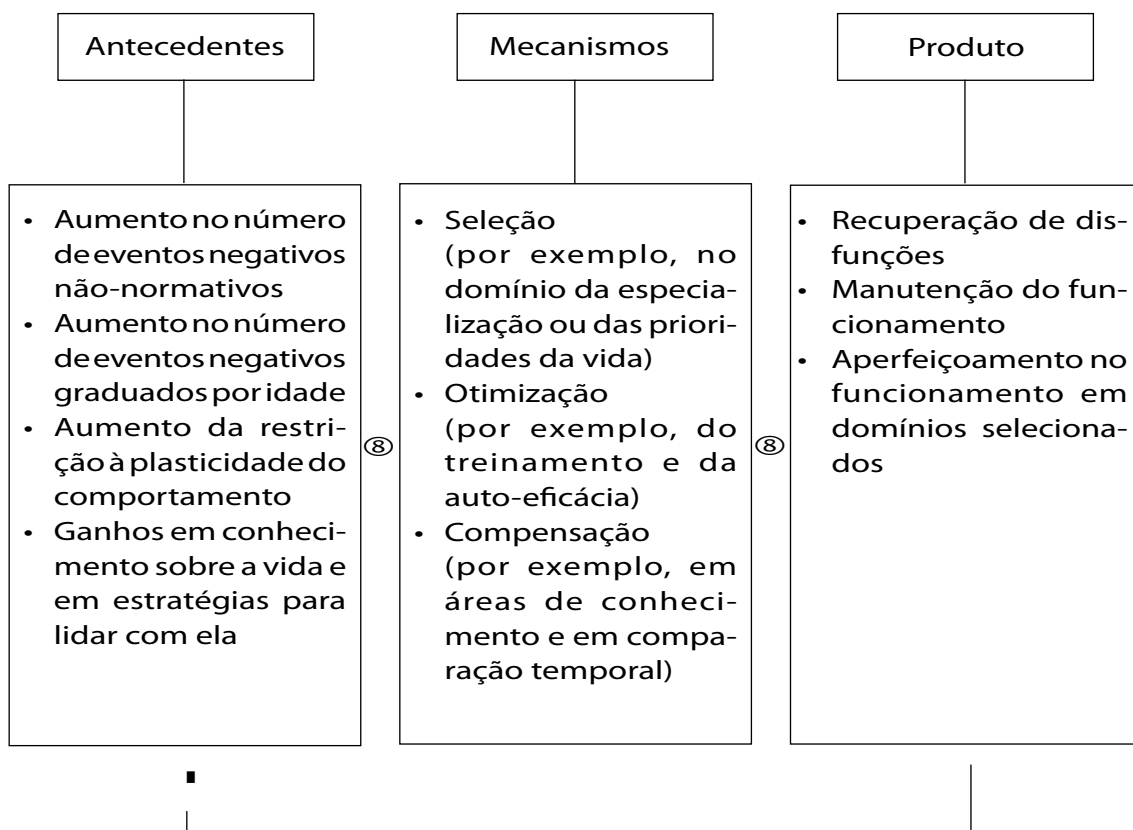 Antecedentes
Mecanismos
Produto
• Aumento no número
de eventos negativos
não-normativos
• Aumento no número
de eventos negativos
graduados por idade
• Aumento da restri-
ção à plasticidade do
comportamento
• Ganhos em conheci-
mento sobre a vida e
em estratégias para
lidar com ela
⑧
• Seleção
(por exemplo, no
domínio da especia-
lização ou das priori-
dades da vida)
• Otimização
(por exemplo, do
treinamento e da
auto-eficácia)
• Compensação
(por exemplo, em
áreas de conheci-
mento e em compa-
ração temporal)
⑧
• Recuperação de dis-
funções
• Manutenção do fun-
cionamento
• Aperfeiçoamento no
funcionamento em
domínios seleciona-
dos